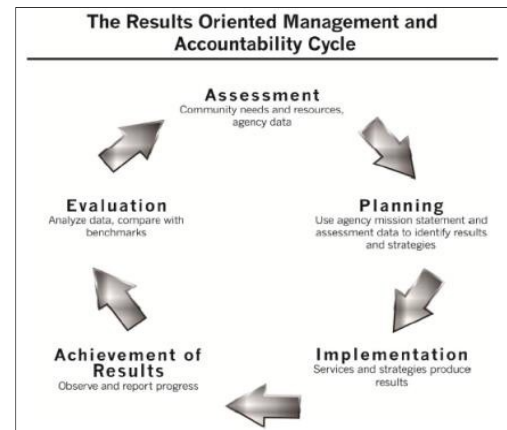 The Results Oriented Management and
Accountability Cycle
Assessment
Community needs and resources,
agency data
Planning
Use agency mission statement and
assessment data to identify results
and strategies
Implementation
Services and strategies produce
results
Achievement of
Results
Observe and report progress
Evaluation
Analyze data, compare with
benchmarks